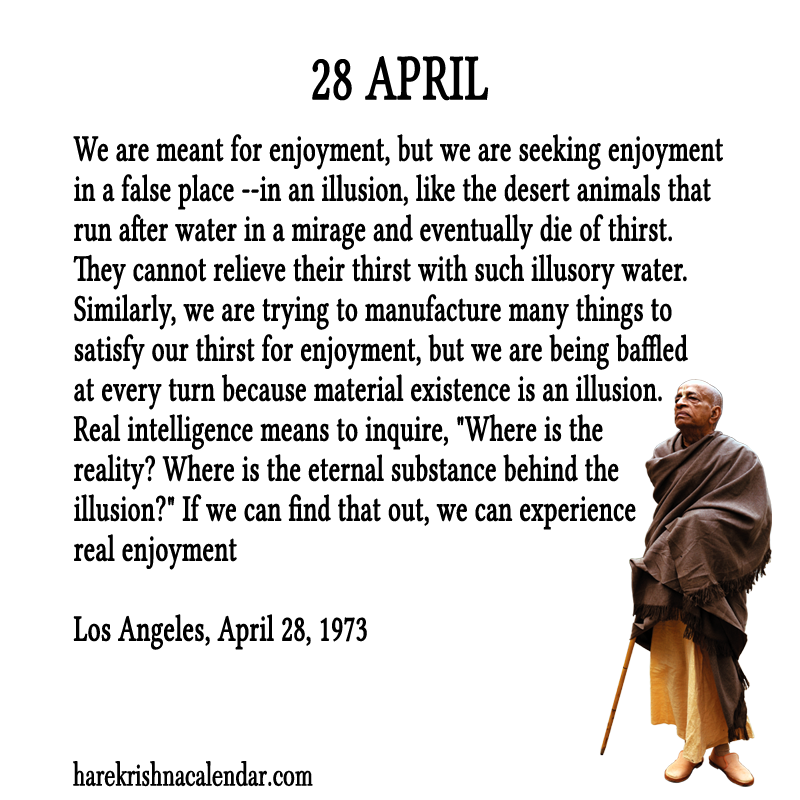 28 APRIL
We are meant for enjoyment, but we are seeking enjoyment
in a false place --in an illusion, like the desert animals that
run after water in a mirage and eventually die of thirst.
They cannot relieve their thirst with such illusory water.
Similarly, we are trying to manufacture many things to
satisfy our thirst for enjoyment, but we are being baffled
at every turn because material existence is an illusion.
Real intelligence means to inquire, "Where is the
reality? Where is the eternal substance behind the
illusion?" If we can find that out, we can experience
real enjoyment
Los Angeles, April 28, 1973
harekrishnacalendar.com